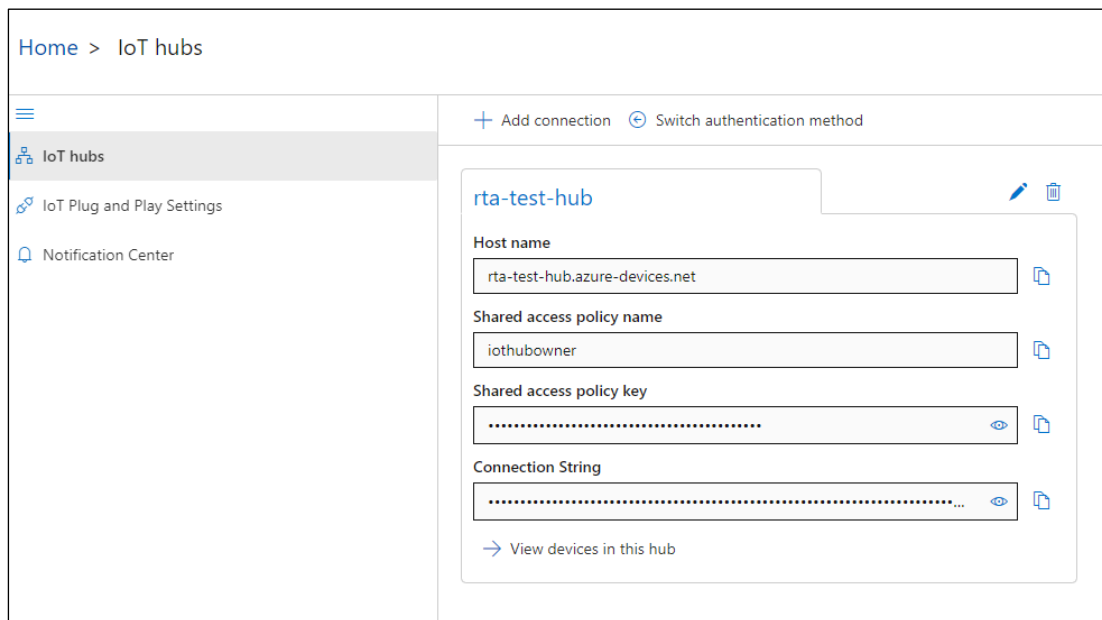 Home > IoT hubs
+ Add connection Switch authentication method
IoT hubs
IoT Plug and Play Settings
Notification Center
rta-test-hub
Host name
rta-test-hub.azure-devices.net
Shared access policy name
iothubowner
Shared access policy key
••••••••••••••••••••••••••••••••••••••••••••
Connection String
••••••••••••••••••••••••••••••••••••••••••••••••••••••••••••••••••••••••••...
View devices in this hub